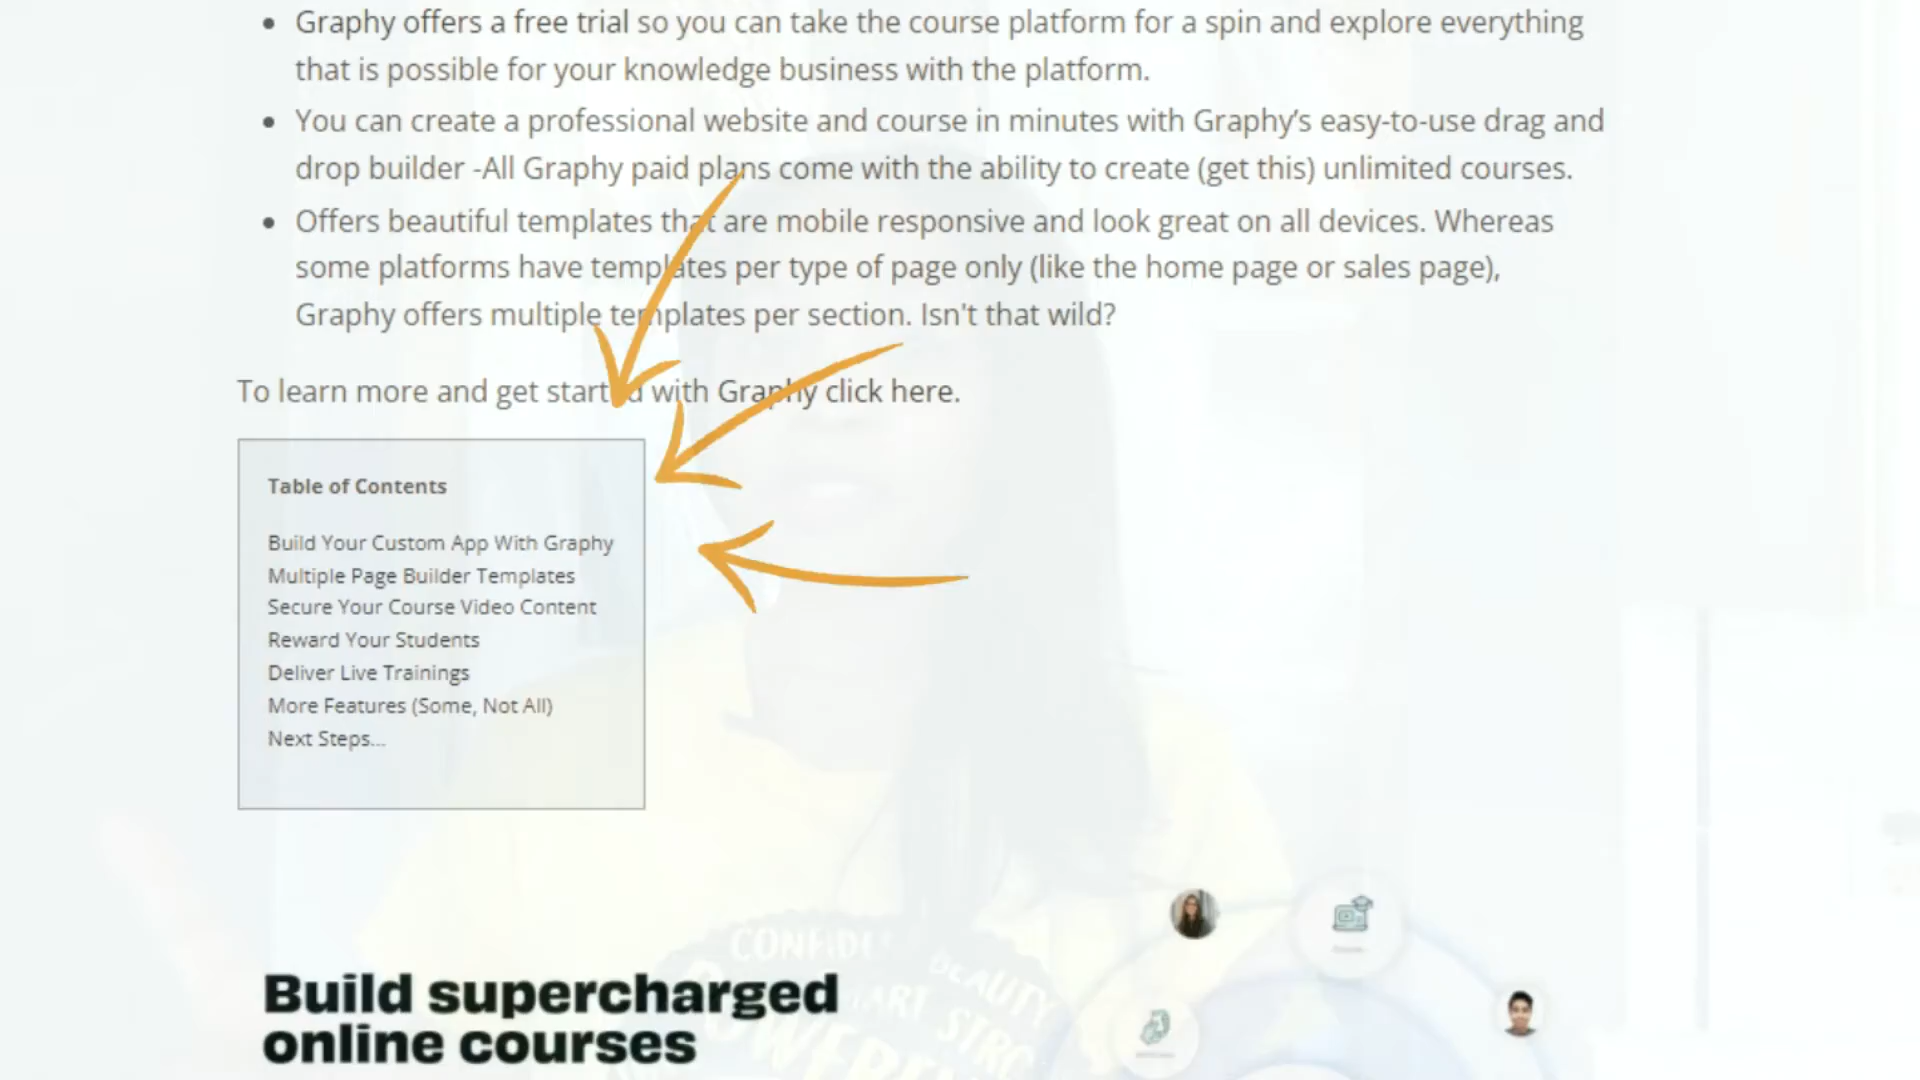 Graphy offers a free trial so you can take the course platform for a spin and explore everything
that is possible for your knowledge business with the platform.
You can create a professional website and course in minutes with Graphy’s easy-to-use drag and
drop builder -All Graphy paid plans come with the ability to create (get this) unlimited courses.
Offers beautiful templates that are mobile responsive and look great on all devices. Whereas
some platforms have templates per type of page only (like the home page or sales page),
Graphy offers multiple templates per section. Isn't that wild?
To learn more and get started with Graphy click here.
Table of Contents
Build Your Custom App With Graphy
Multiple Page Builder Templates
Secure Your Course Video Content
Reward Your Students
Deliver Live Trainings
More Features (Some, Not All)
Next Steps...
BEAUTY
STRO
Build supercharged
online courses